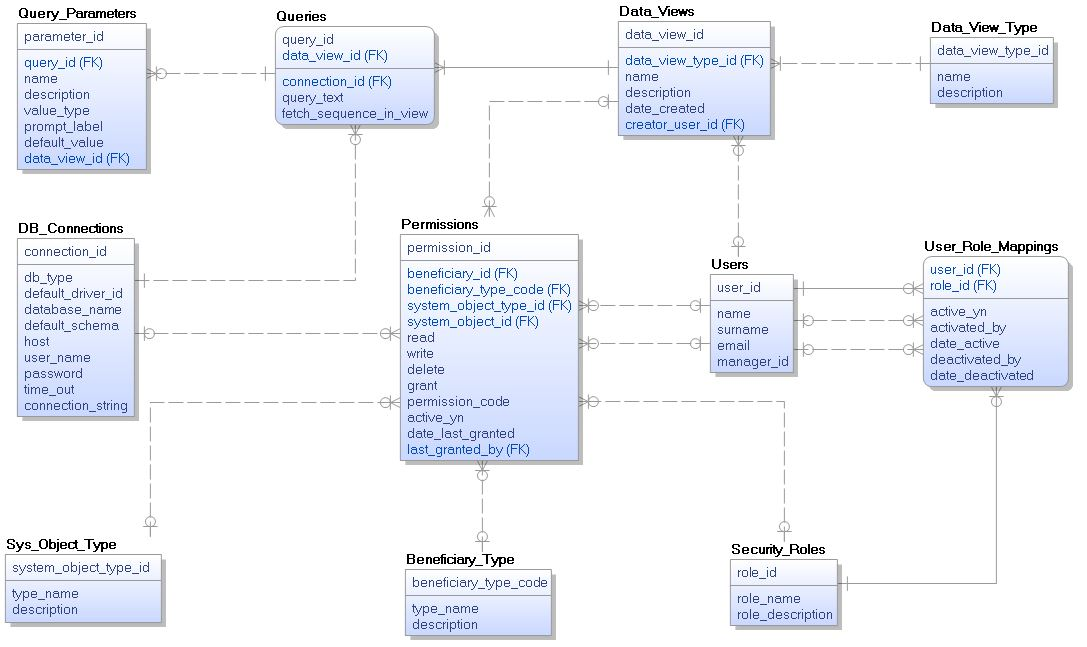 Query_Parameters
parameter_id
query_id (FK)
name
description
value_type
prompt_label
default_value
data_view_id (FK)
Queries
query_id
data_view_id (FK)
connection_id (FK)
query_text
fetch_sequence_in_view
Data_Views
data_view_id
data_view_type_id (FK)
name
description
date_created
creator_user_id (FK)
Data_View_Type
data_view_type_id
name
description
DB_Connections
connection_id
db_type
default_driver_id
database_name
default_schema
host
user_name
password
time_out
connection_string
Permissions
permission_id
beneficiary_id (FK)
beneficiary_type_code (FK)
system_object_type_id (FK)
system_object_id (FK)
read
write
delete
grant
permission_code
active_yn
date_last_granted
last_granted_by (FK)
Users
user_id
name
surname
email
manager_id
User_Role_Mappings
user_id (FK)
role_id (FK)
active_yn
activated_by
date_active
deactivated_by
date_deactivated
Sys_Object_Type
system_object_type_id
type_name
description
Beneficiary_Type
beneficiary_type_code
type_name
description
Security_Roles
role_id
role_name
role_description